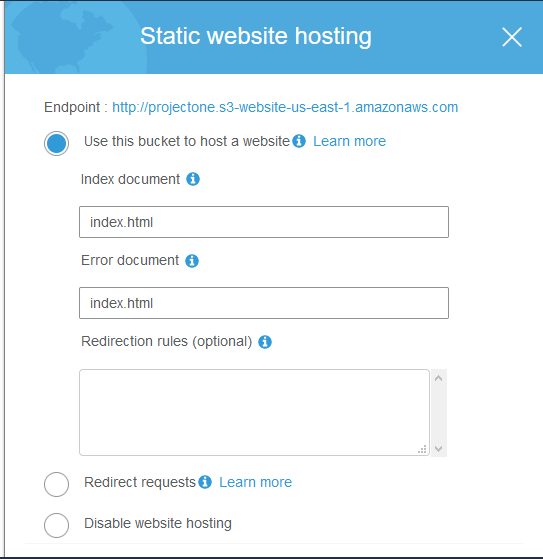 Static website hosting
Endpoint : http://projectone.s3-website-us-east-1.amazonaws.com
Use this bucket to host a website Learn more
Index document
index.html
Error document
index.html
Redirection rules (optional)
Redirect requests Learn more
Disable website hosting